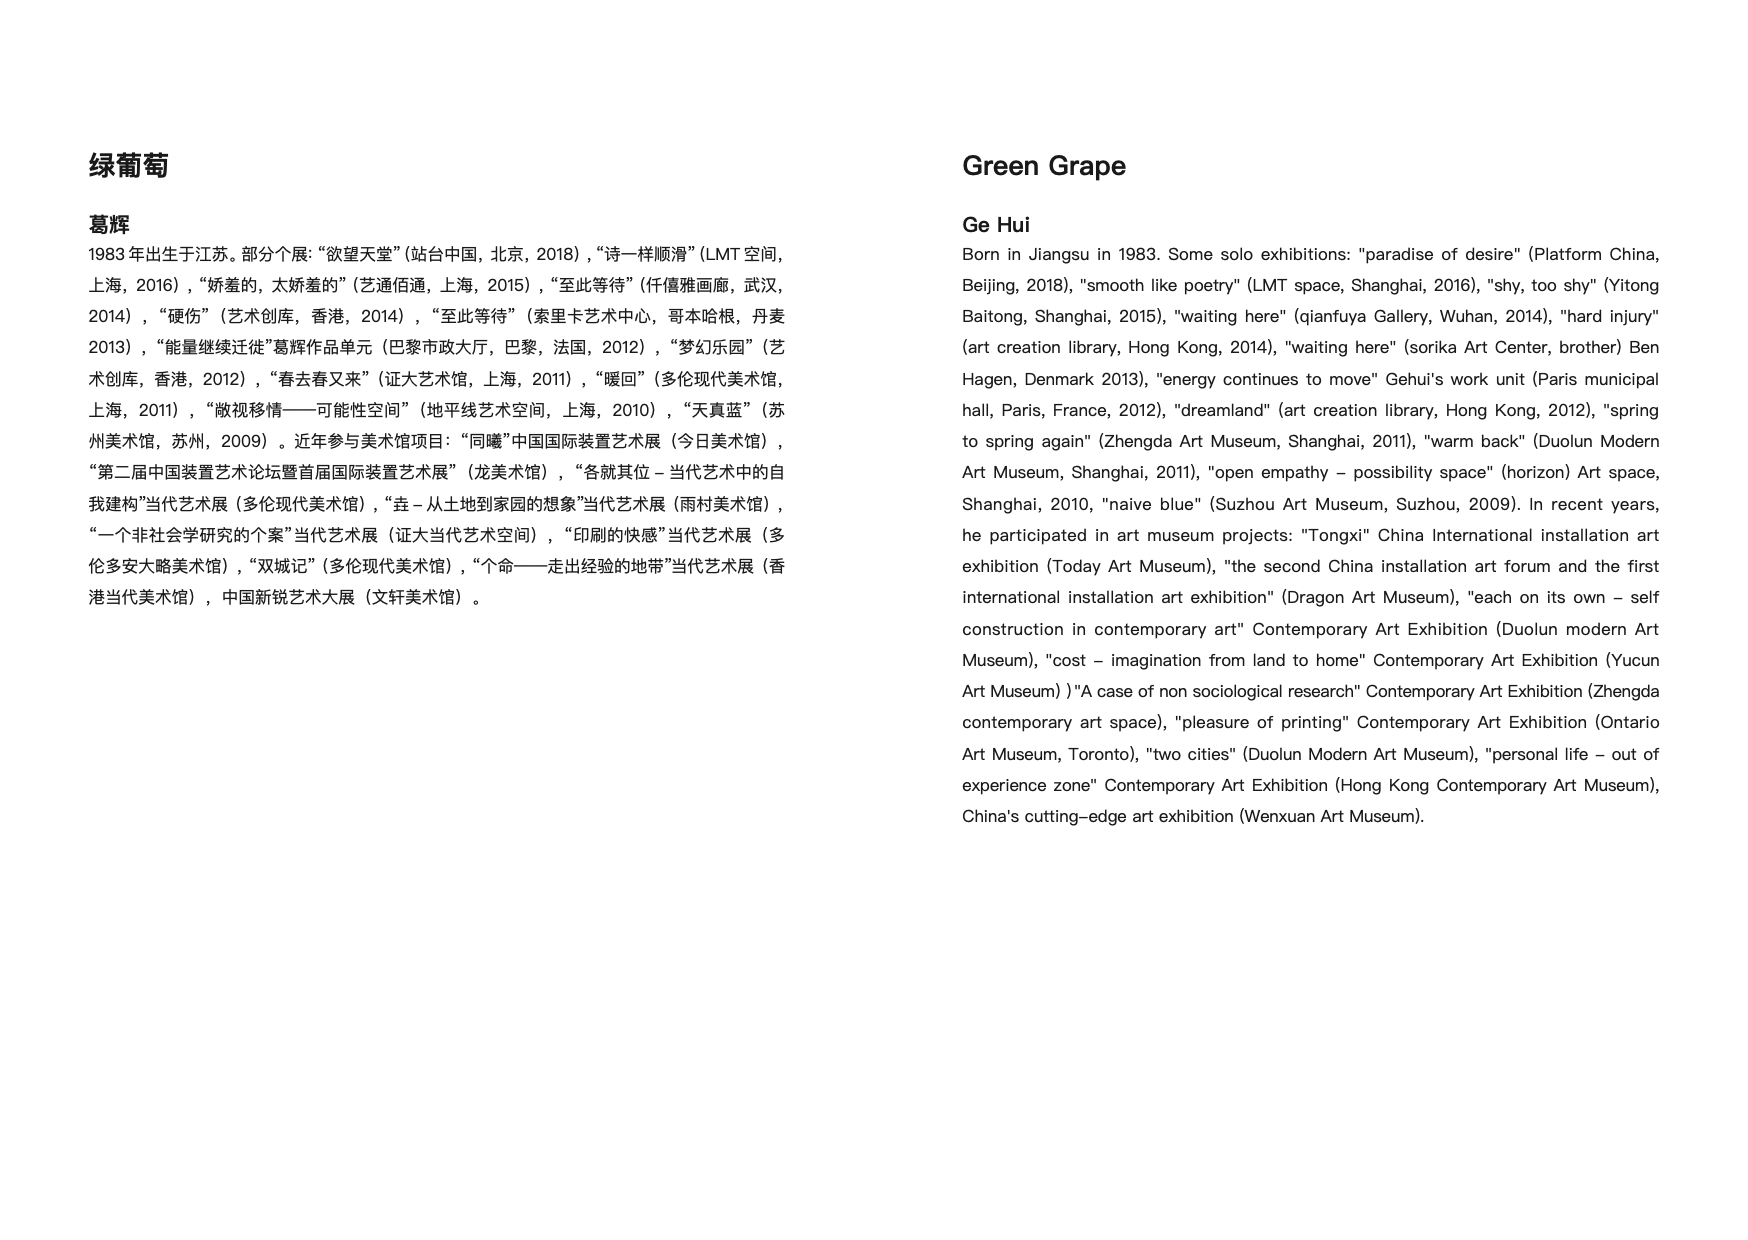 绿葡萄
葛辉
1983 年出生于江苏。部分个展：“欲望天堂”（站台中国，北京，2018），“诗一样顺滑”（LMT 空间，
上海，2016），“娇羞的，太娇羞的”（艺通佰通，上海，2015），“至此等待”（仟僖雅画廊，武汉，
2014），“硬伤”（艺术创库，香港，2014），“至此等待”（索里卡艺术中心，哥本哈根，丹麦
2013），“能量继续迁徙”葛辉作品单元（巴黎市政大厅，巴黎，法国，2012），“梦幻乐园”（艺
术创库，香港，2012），“春去春又来”（证大艺术馆，上海，2011），“暖回”（多伦现代美术馆，
上海，2011），“敞视移情——可能性空间”（地平线艺术空间，上海，2010），“天真蓝”（苏
州美术馆，苏州，2009）。近年参与美术馆项目：“同曦”中国国际装置艺术展（今日美术馆），
“第二届中国装置艺术论坛暨首届国际装置艺术展”（龙美术馆），“各就其位 – 当代艺术中的自
我建构”当代艺术展（多伦现代美术馆），“垚 – 从土地到家园的想象”当代艺术展（雨村美术馆），
“一个非社会学研究的个案”当代艺术展（证大当代艺术空间），“印刷的快感”当代艺术展（多
伦多安大略美术馆），“双城记”（多伦现代美术馆），“个命——走出经验的地带”当代艺术展（香
港当代美术馆），中国新锐艺术大展（文轩美术馆）。
Green Grape
Ge Hui
Born in Jiangsu in 1983. Some solo exhibitions: "paradise of desire" (Platform China,
Beijing, 2018), "smooth like poetry" (LMT space, Shanghai, 2016), "shy, too shy" (Yitong
Baitong, Shanghai, 2015), "waiting here" (qianfuya Gallery, Wuhan, 2014), "hard injury"
(art creation library, Hong Kong, 2014), "waiting here" (sorika Art Center, brother) Ben
Hagen, Denmark 2013), "energy continues to move" Gehui's work unit (Paris municipal
hall, Paris, France, 2012), "dreamland" (art creation library, Hong Kong, 2012), "spring
to spring again" (Zhengda Art Museum, Shanghai, 2011), "warm back" (Duolun Modern
Art Museum, Shanghai, 2011), "open empathy – possibility space" (horizon) Art space,
Shanghai, 2010, "naive blue" (Suzhou Art Museum, Suzhou, 2009). In recent years,
he participated in art museum projects: "Tongxi" China International installation art
exhibition (Today Art Museum), "the second China installation art forum and the first
international installation art exhibition" (Dragon Art Museum), "each on its own – self
construction in contemporary art" Contemporary Art Exhibition (Duolun modern Art
Museum), "cost – imagination from land to home" Contemporary Art Exhibition (Yucun
Art Museum) ) "A case of non sociological research" Contemporary Art Exhibition (Zhengda
contemporary art space), "pleasure of printing" Contemporary Art Exhibition (Ontario
Art Museum, Toronto), "two cities" (Duolun Modern Art Museum), "personal life – out of
experience zone" Contemporary Art Exhibition (Hong Kong Contemporary Art Museum),
China's cutting–edge art exhibition (Wenxuan Art Museum).